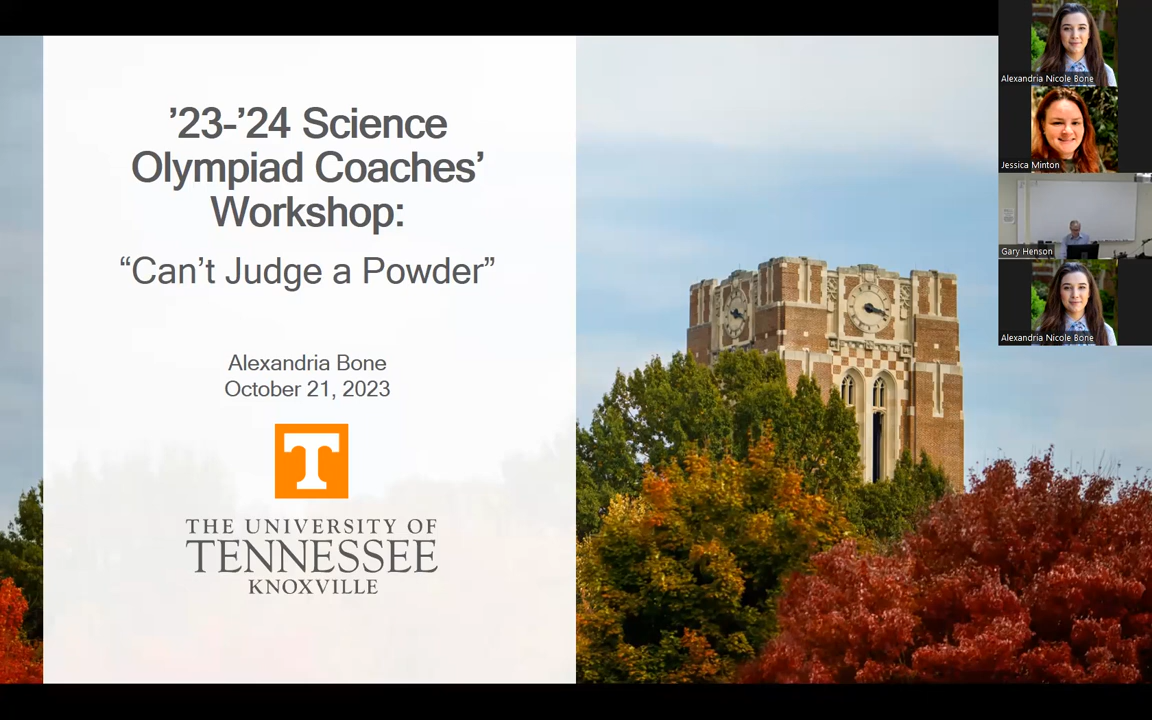 ’23-’24 Science
Olympiad Coaches’
Workshop:
“Can’t Judge a Powder”
Alexandria Bone
October 21, 2023
T
THE UNIVERSITY OF
TENNESSEE
KNOXVILLE
Alexandria Nicole Bone
Jessica Minton
Gary Henson
Alexandria Nicole Bone